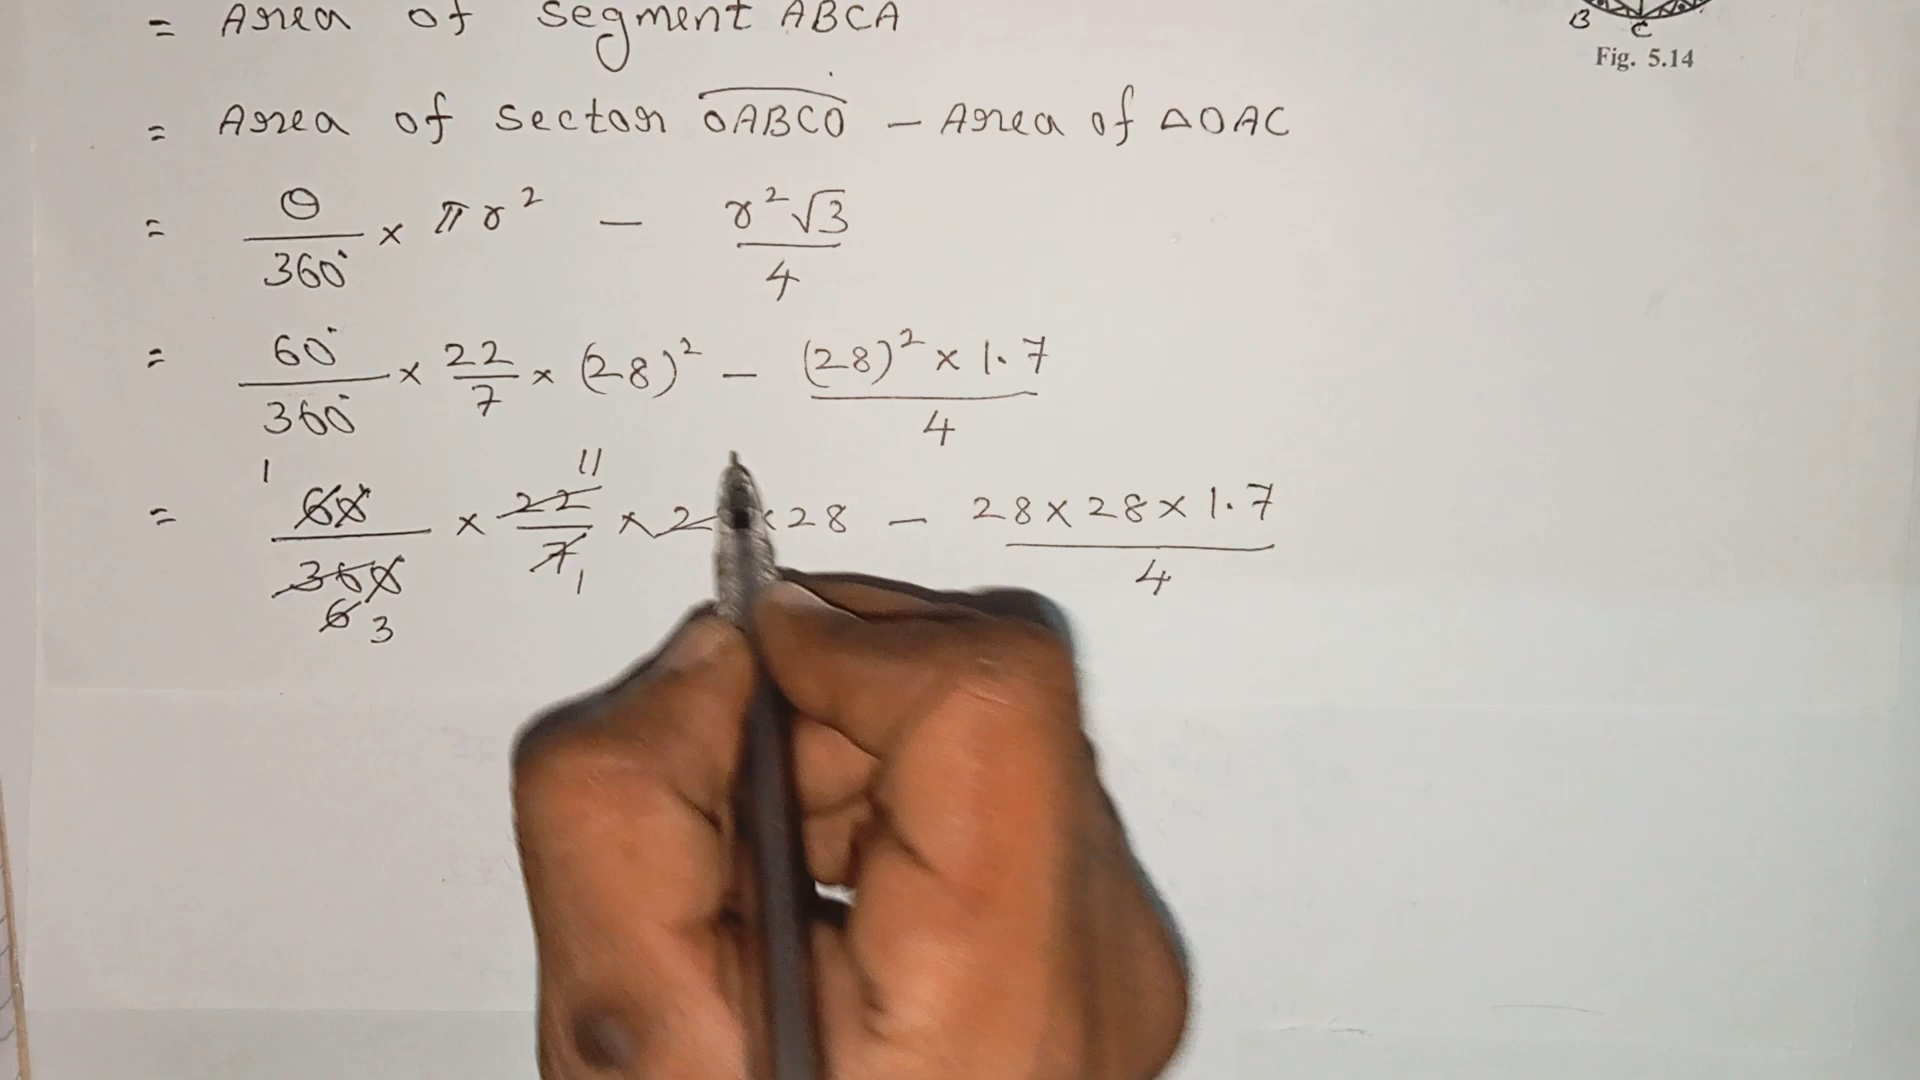 = Area of segment ABCA
B C
Fig. 5.14
= Area of sector OABCO − Area of △OAC
= θ/360° × πr² − r²√3/4
= 60°/360° × 22/7 × (28)² − (28)² × 1.7/4
1 11
= 60/360 × 22/7 × 2 × 28 − 28 × 28 × 1.7/4
1
6 3